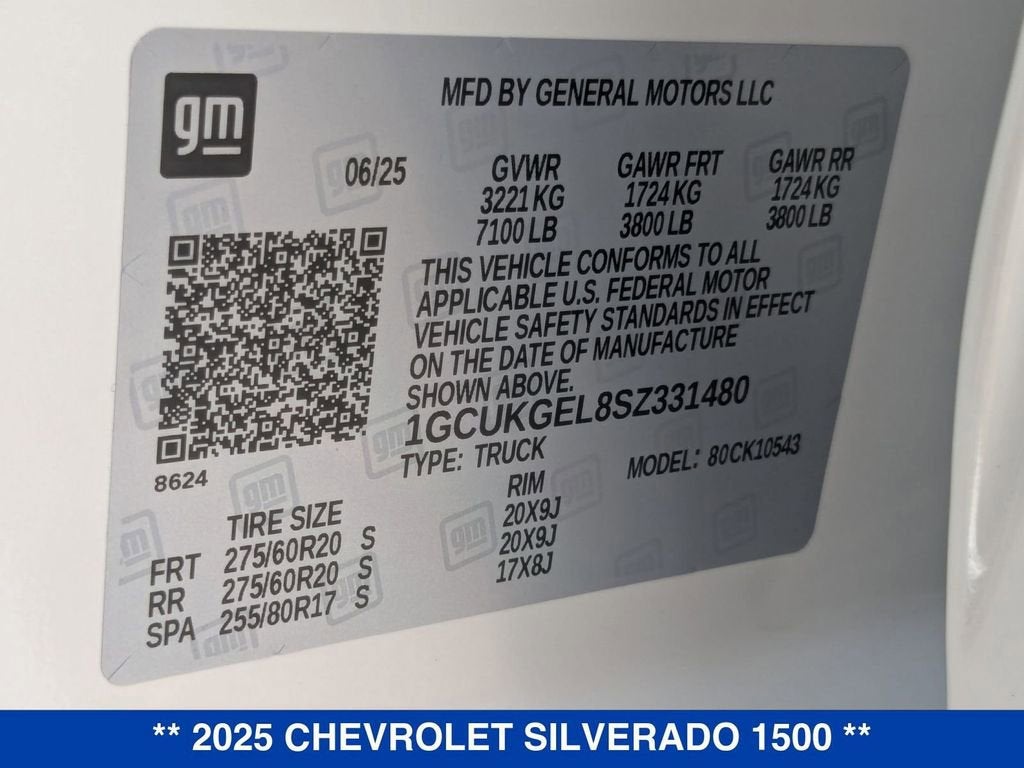 gm
MFD BY GENERAL MOTORS LLC
06/25
GVWR GAWR FRT GAWR RR
3221 KG 1724 KG 1724 KG
7100 LB 3800 LB 3800 LB
THIS VEHICLE CONFORMS TO ALL
APPLICABLE U.S. FEDERAL MOTOR
VEHICLE SAFETY STANDARDS IN EFFECT
ON THE DATE OF MANUFACTURE
SHOWN ABOVE.
1GCUKGEL8SZ331480
TYPE: TRUCK MODEL: 80CK10543
8624
TIRE SIZE RIM
FRT 275/60R20 S 20X9J
RR 275/60R20 S 20X9J
SPA 255/80R17 S 17X8J
** 2025 CHEVROLET SILVERADO 1500 **